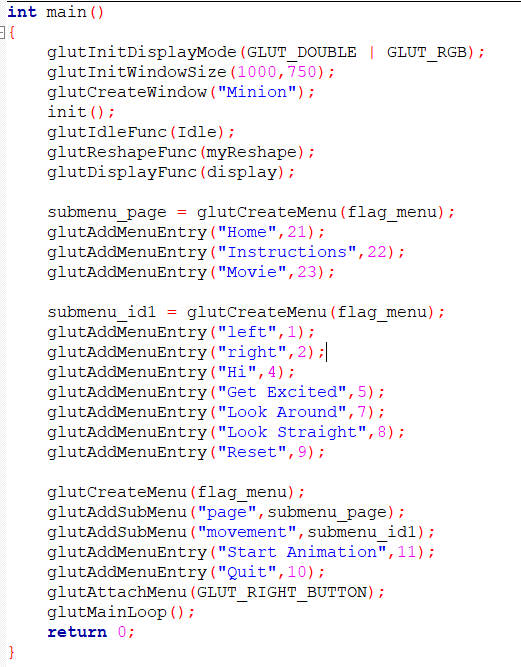 int main()
{
    glutInitDisplayMode(GLUT_DOUBLE | GLUT_RGB);
    glutInitWindowSize(1000,750);
    glutCreateWindow("Minion");
    init();
    glutIdleFunc(Idle);
    glutReshapeFunc(myReshape);
    glutDisplayFunc(display);

    submenu_page = glutCreateMenu(flag_menu);
    glutAddMenuEntry("Home",21);
    glutAddMenuEntry("Instructions",22);
    glutAddMenuEntry("Movie",23);

    submenu_id1 = glutCreateMenu(flag_menu);
    glutAddMenuEntry("left",1);
    glutAddMenuEntry("right",2);
    glutAddMenuEntry("Hi",4);
    glutAddMenuEntry("Get Excited",5);
    glutAddMenuEntry("Look Around",7);
    glutAddMenuEntry("Look Straight",8);
    glutAddMenuEntry("Reset",9);

    glutCreateMenu(flag_menu);
    glutAddSubMenu("page",submenu_page);
    glutAddSubMenu("movement",submenu_id1);
    glutAddMenuEntry("Start Animation",11);
    glutAddMenuEntry("Quit",10);
    glutAttachMenu(GLUT_RIGHT_BUTTON);
    glutMainLoop();
    return 0;
}